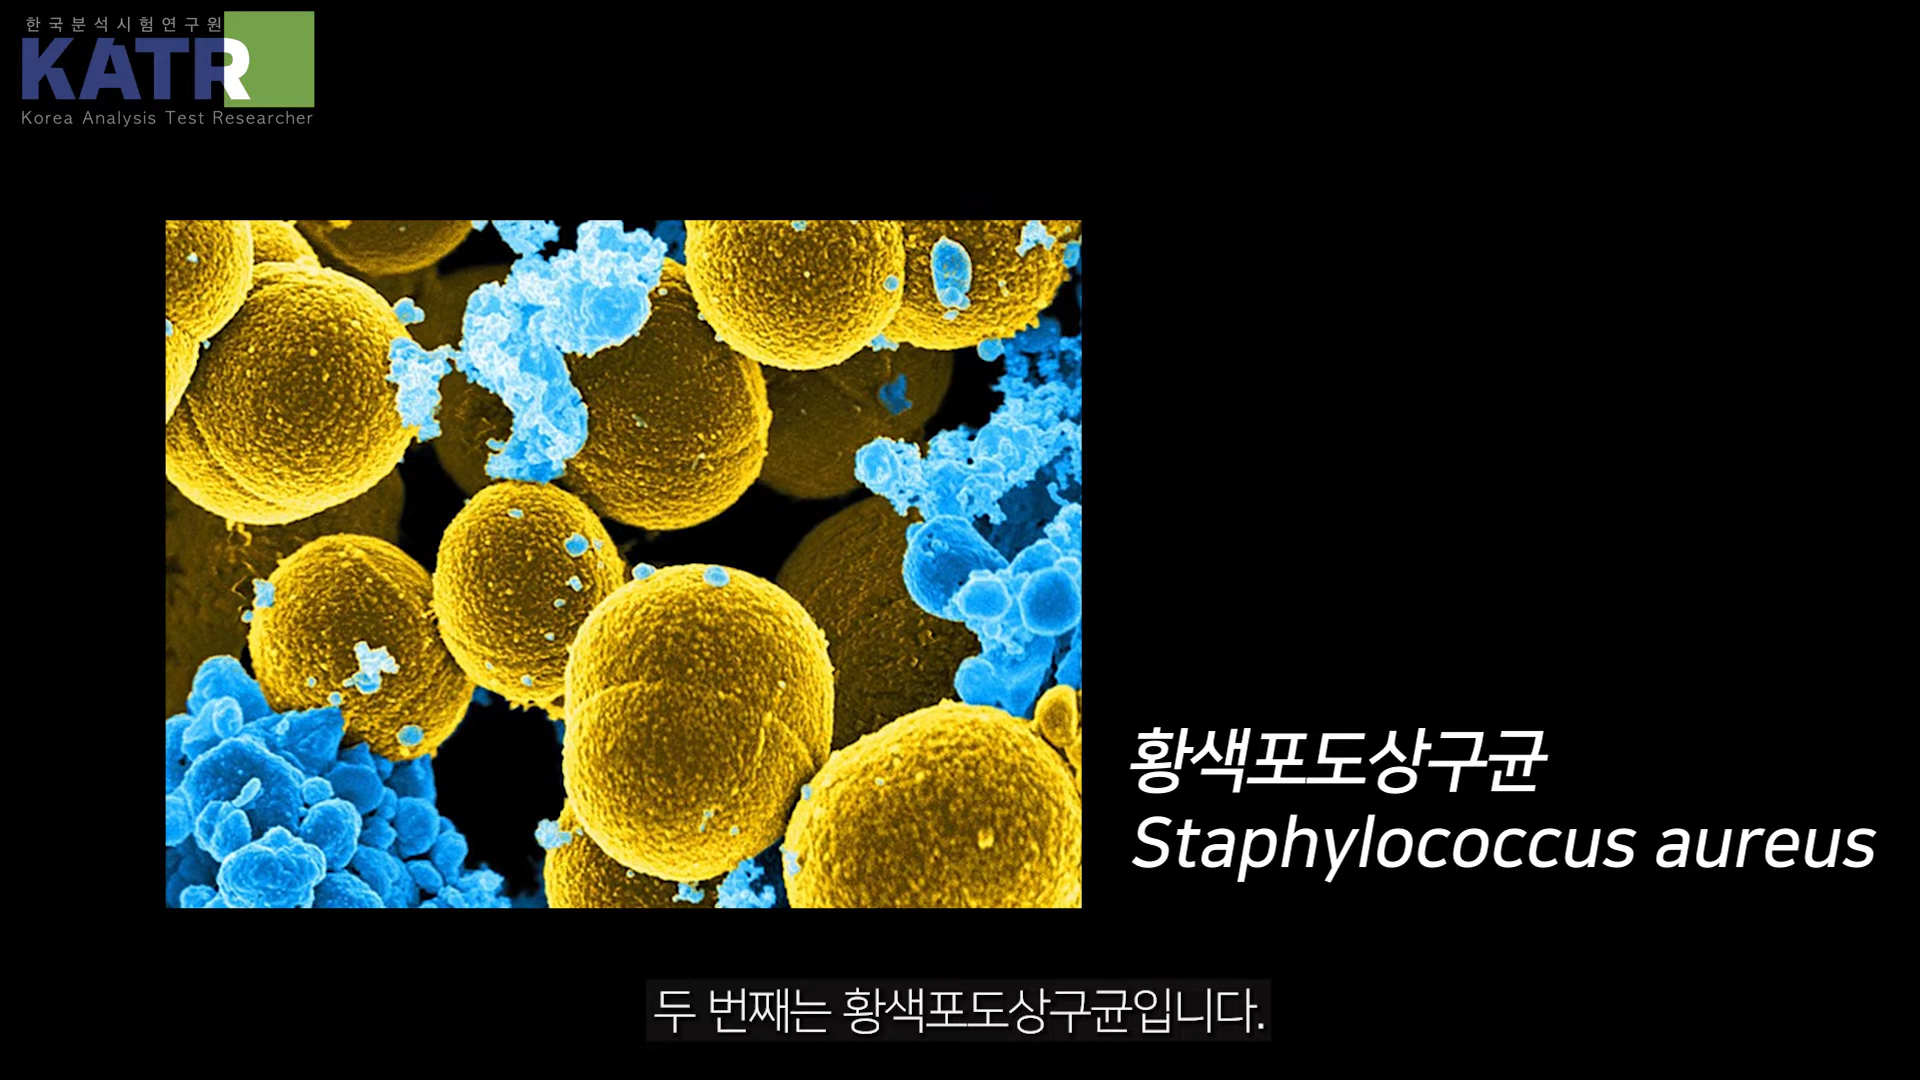 한국분석시험연구원
KATR
Korea Analysis Test Researcher
황색포도상구균
Staphylococcus aureus
두 번째는 황색포도상구균입니다.